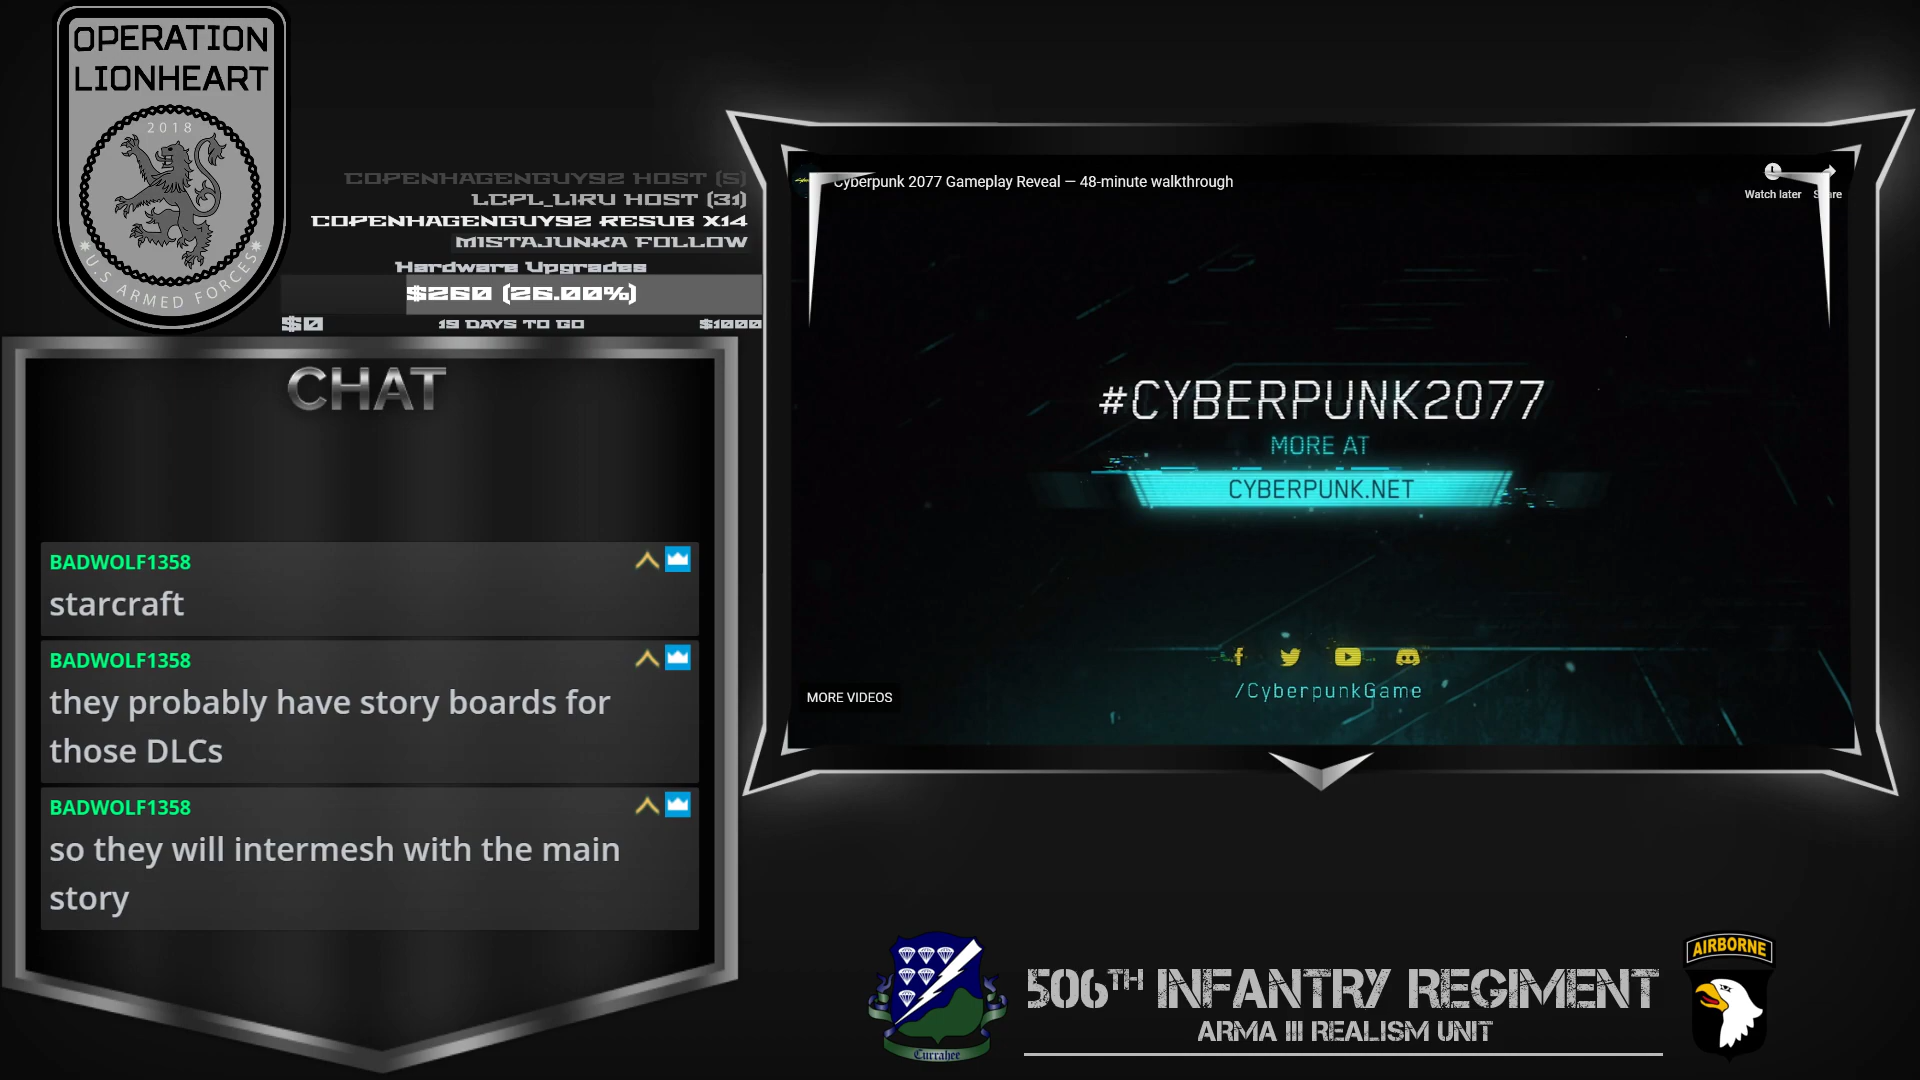 OPERATION
LIONHEART
2018
U.S ARMED FORCES
COPENHAGENGUY92 HOST (5)
LCPL_LIRU HOST (31)
COPENHAGENGUY92 RESUB X14
MISTAJUNKA FOLLOW
Hardware Upgrades
$260 (26.00%)
$0
19 DAYS TO GO
$1000
CHAT
BADWOLF1358
starcraft
BADWOLF1358
they probably have story boards for
those DLCs
BADWOLF1358
so they will intermesh with the main
story
Cyberpunk 2077 Gameplay Reveal — 48-minute walkthrough
Watch later
Share
#CYBERPUNK2077
MORE AT
CYBERPUNK.NET
/CyberpunkGame
MORE VIDEOS
Currahee
506TH INFANTRY REGIMENT
ARMA III REALISM UNIT
AIRBORNE